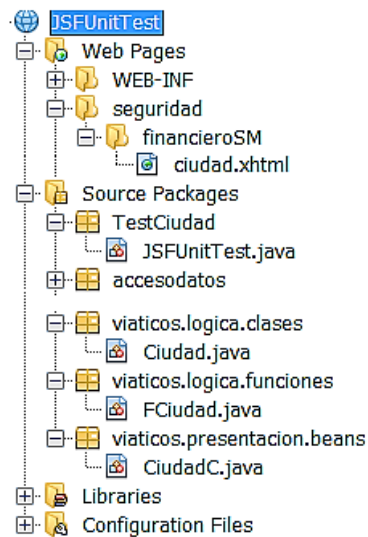 JSFUnitTest
Web Pages
WEB-INF
seguridad
financieroSM
ciudad.xhtml
Source Packages
TestCiudad
JSFUnitTest.java
accesodatos
viaticos.logica.clases
Ciudad.java
viaticos.logica.funciones
FCiudad.java
viaticos.presentacion.beans
CiudadC.java
Libraries
Configuration Files